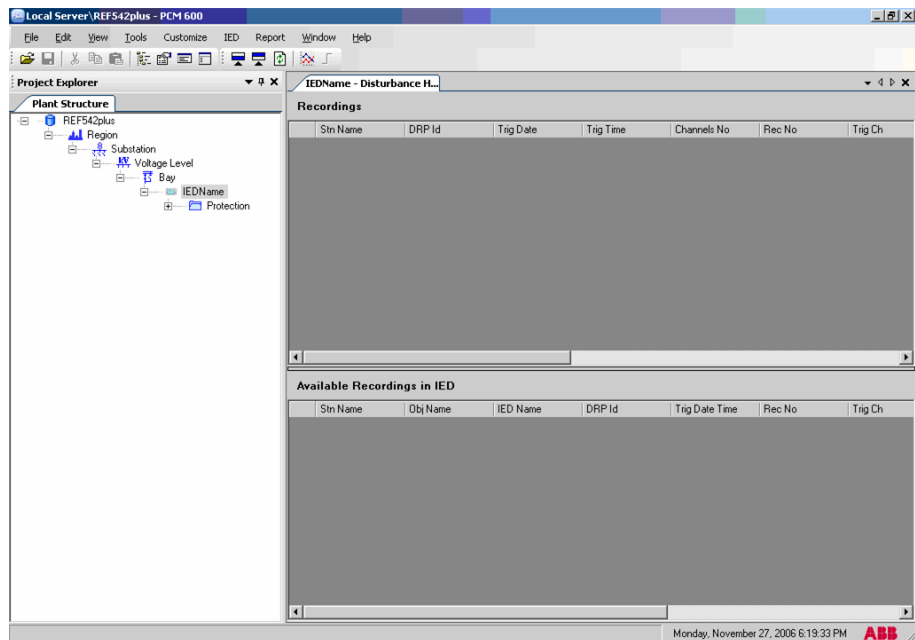 Local Server\REF542plus - PCM 600
File Edit View Tools Customize IED Report Window Help
Project Explorer
Plant Structure
REF542plus
Region
Substation
Voltage Level
Bay
IEDName
Protection
IEDName - Disturbance H...
Recordings
Stn Name DRP Id Trig Date Trig Time Channels No Rec No Trig Ch
Available Recordings in IED
Stn Name Obj Name IED Name DRP Id Trig Date Time Rec No Trig Ch
Monday, November 27, 2006 6:19:33 PM ABB